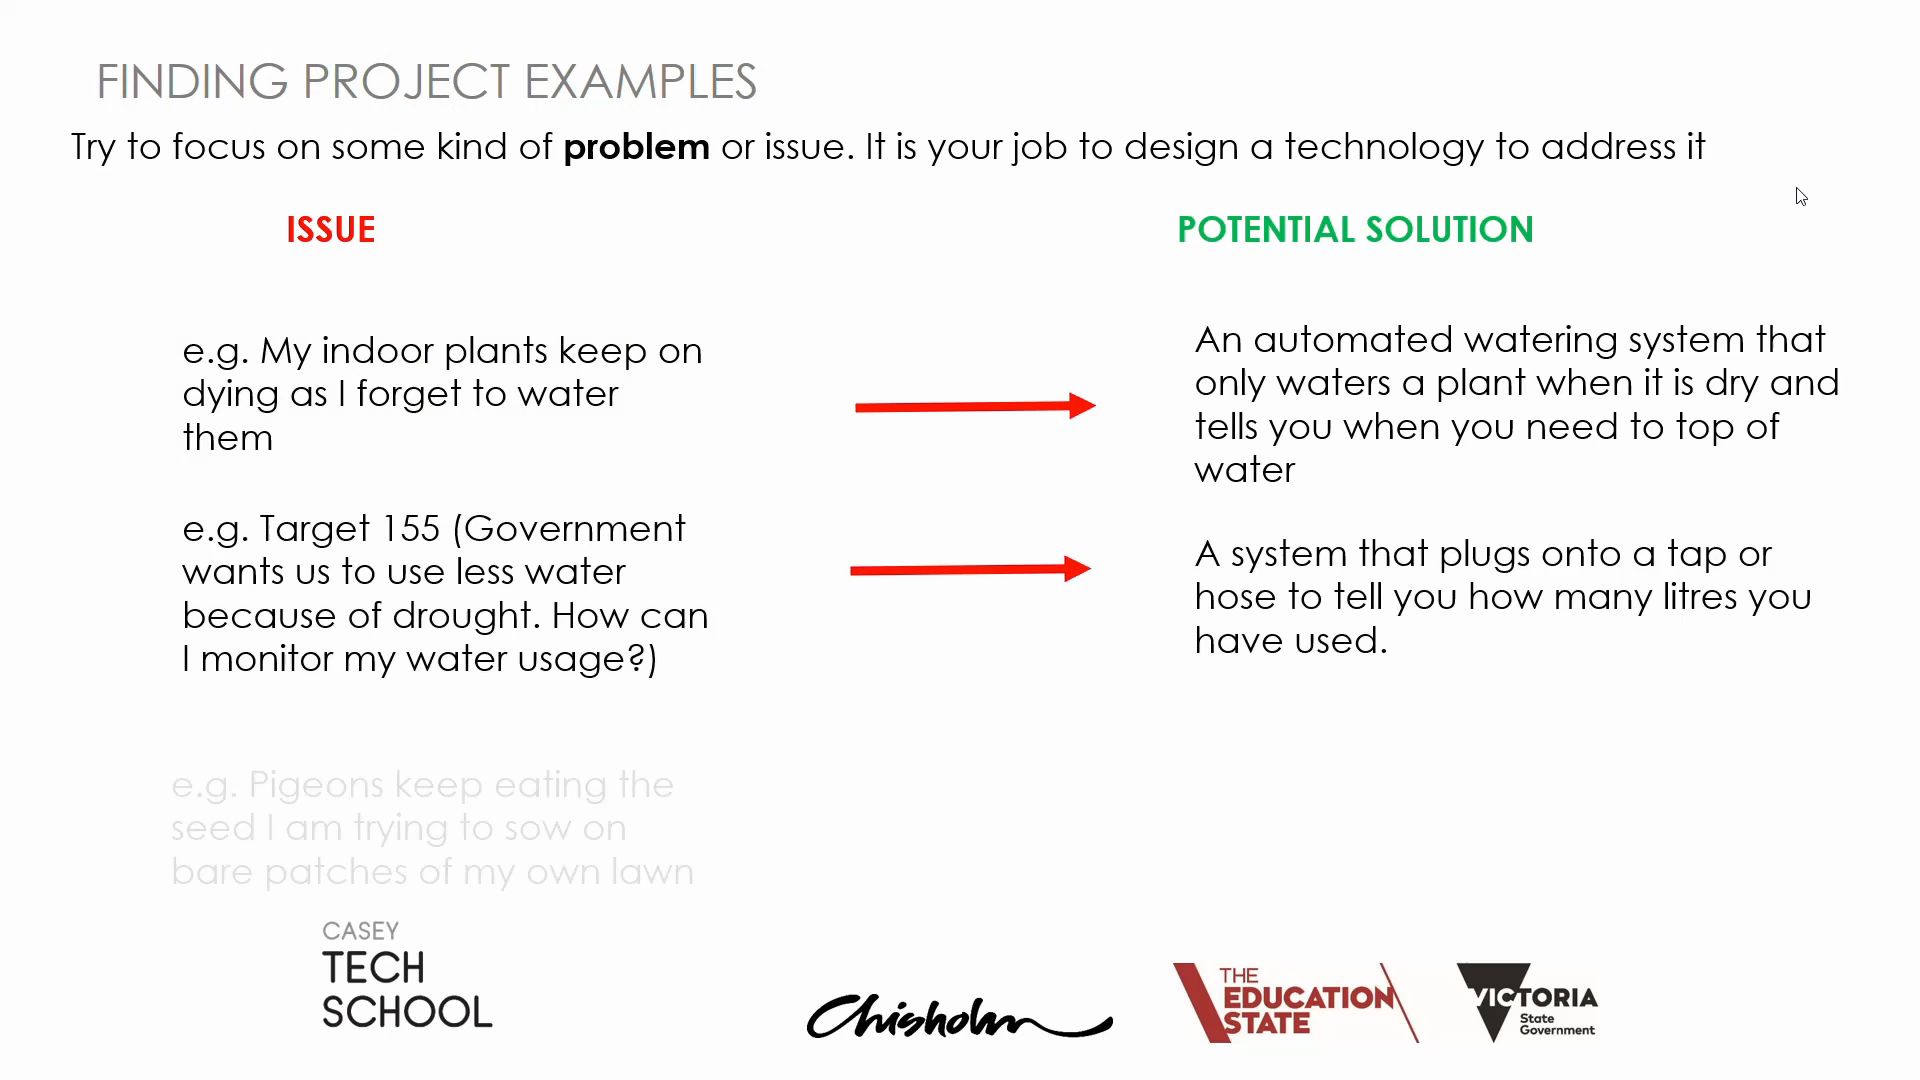 FINDING PROJECT EXAMPLES
Try to focus on some kind of problem or issue. It is your job to design a technology to address it
ISSUE
POTENTIAL SOLUTION
e.g. My indoor plants keep on
dying as I forget to water
them
An automated watering system that
only waters a plant when it is dry and
tells you when you need to top of
water
e.g. Target 155 (Government
wants us to use less water
because of drought. How can
I monitor my water usage?)
A system that plugs onto a tap or
hose to tell you how many litres you
have used.
e.g. Pigeons keep eating the
seed I am trying to sow on
bare patches of my own lawn
CASEY
TECH
SCHOOL
Chisholm
THE
EDUCATION
STATE
VICTORIA
State
Government